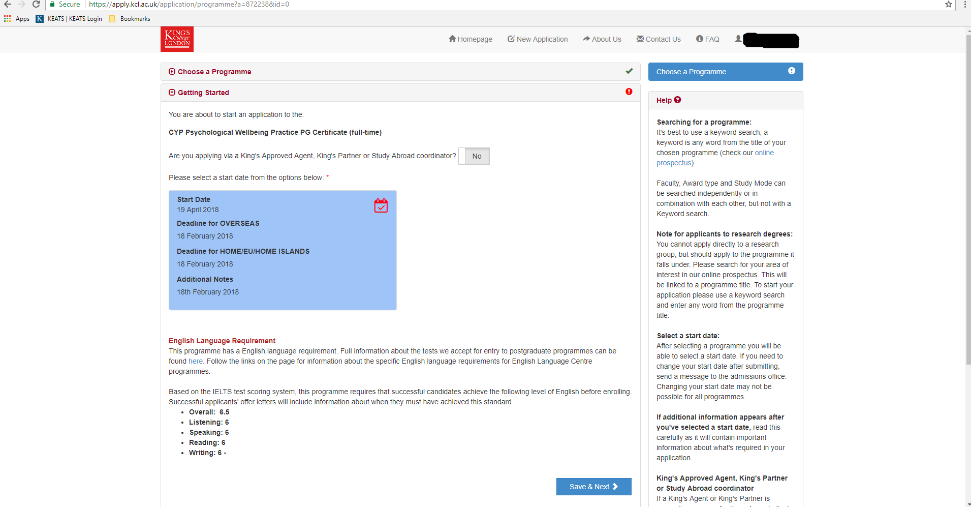 Secure https://apply.kcl.ac.uk/application/programme?a=872238&id=0
Apps KEATS | KEATS Login Bookmarks
KING'S College LONDON
Homepage New Application About Us Contact Us FAQ
Choose a Programme
Getting Started
You are about to start an application to the:
CYP Psychological Wellbeing Practice PG Certificate (full-time)
Are you applying via a King's Approved Agent, King's Partner or Study Abroad coordinator? No
Please select a start date from the options below: *
Start Date
19 April 2018
Deadline for OVERSEAS
18 February 2018
Deadline for HOME/EU/HOME ISLANDS
18 February 2018
Additional Notes
18th February 2018
English Language Requirement
This programme has a English language requirement. Full information about the tests we accept for entry to postgraduate programmes can be
found here. Follow the links on the page for information about the specific English language requirements for English Language Centre
programmes.
Based on the IELTS test scoring system, this programme requires that successful candidates achieve the following level of English before enrolling.
Successful applicants' offer letters will include information about when they must have achieved this standard
• Overall: 6.5
• Listening: 6
• Speaking: 6
• Reading: 6
• Writing: 6 -
Save & Next
Choose a Programme
Help
Searching for a programme:
It's best to use a keyword search, a
keyword is any word from the title of your
chosen programme (check our online
prospectus)
Faculty, Award type and Study Mode can
be searched independently or in
combination with each other, but not with a
Keyword search.
Note for applicants to research degrees:
You cannot apply directly to a research
group, but should apply to the programme it
falls under. Please search for your area of
interest in our online prospectus. This will
be linked to a programme title. To start your
application please use a keyword search
and enter any word from the programme
title.
Select a start date:
After selecting a programme you will be
able to select a start date. If you need to
change your start date after submitting,
send a message to the admissions office.
Changing your start date may not be
possible for all programmes
If additional information appears after
you've selected a start date, read this
carefully as it will contain important
information about what's required in your
application
King's Approved Agent, King's Partner
or Study Abroad coordinator
If a King's Agent or King's Partner is